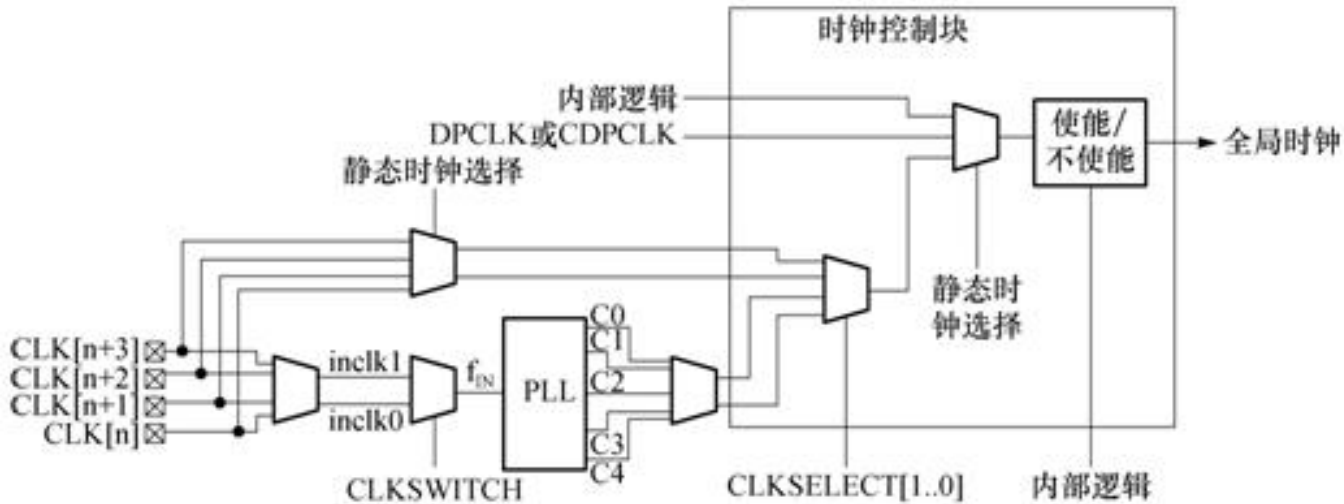 时钟控制块
内部逻辑
DPCLK或CDPCLK
使能/
不使能
全局时钟
静态时钟选择
静态时
钟选择
CLK[n+3]
CLK[n+2]
CLK[n+1]
CLK[n]
inclk1
inclk0
fIN
PLL
C0
C1
C2
C3
C4
CLKSWITCH
CLKSELECT[1..0]
内部逻辑